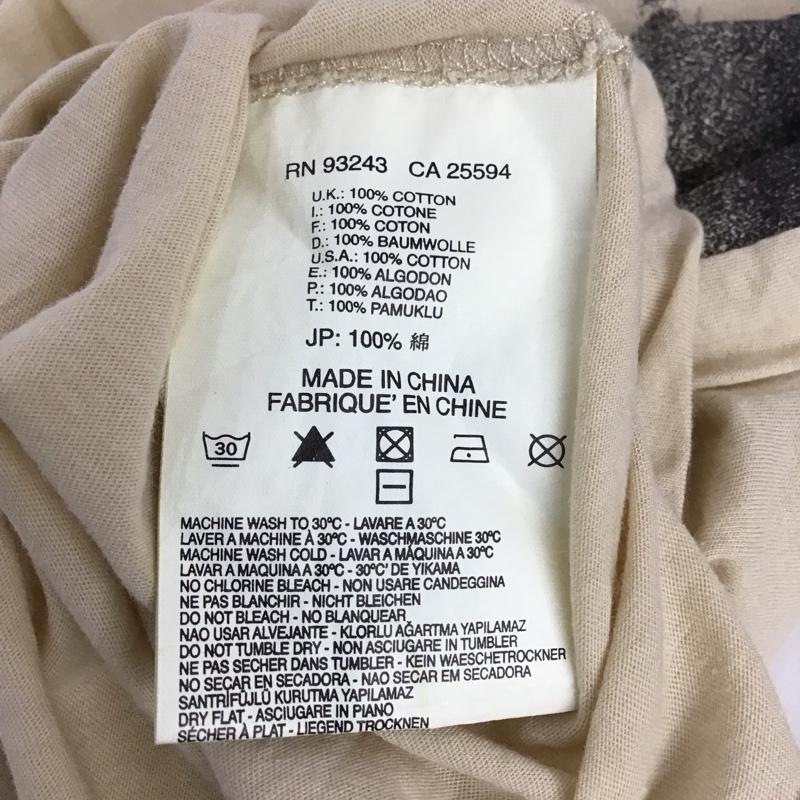 RN 93243 CA 25594
U.K.: 100% COTTON
I.: 100% COTONE
F.: 100% COTON
D.: 100% BAUMWOLLE
U.S.A.: 100% COTTON
E.: 100% ALGODON
P.: 100% ALGODAO
T.: 100% PAMUKLU
JP: 100% 綿
MADE IN CHINA
FABRIQUE' EN CHINE
30
MACHINE WASH TO 30ºC - LAVARE A 30ºC
LAVER A MACHINE À 30ºC - WASCHMASCHINE 30ºC
MACHINE WASH COLD - LAVAR A MÁQUINA A 30ºC
LAVAR A MAQUINA A 30ºC - 30ºC' DE YIKAMA
NO CHLORINE BLEACH - NON USARE CANDEGGINA
NE PAS BLANCHIR - NICHT BLEICHEN
DO NOT BLEACH - NO BLANQUEAR
NAO USAR ALVEJANTE - KLORLU AĞARTMA YAPILAMAZ
DO NOT TUMBLE DRY - NON ASCIUGARE IN TUMBLER
NE PAS SECHER DANS TUMBLER - KEIN WAESCHETROCKNER
NO SECAR EN SECADORA - NAO SECAR EM SECADORA
SANTRİFÜJLÜ KURUTMA YAPILAMAZ
DRY FLAT - ASCIUGARE IN PIANO
SÉCHER À PLAT - LIEGEND TROCKNEN